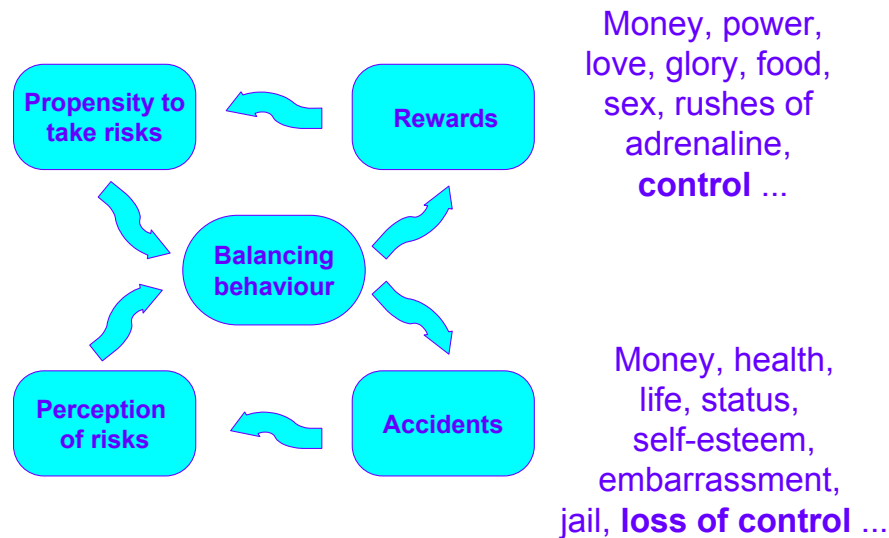 Propensity to
take risks
Rewards
Money, power,
love, glory, food,
sex, rushes of
adrenaline,
control ...
Balancing
behaviour
Perception
of risks
Accidents
Money, health,
life, status,
self-esteem,
embarrassment,
jail, loss of control ...